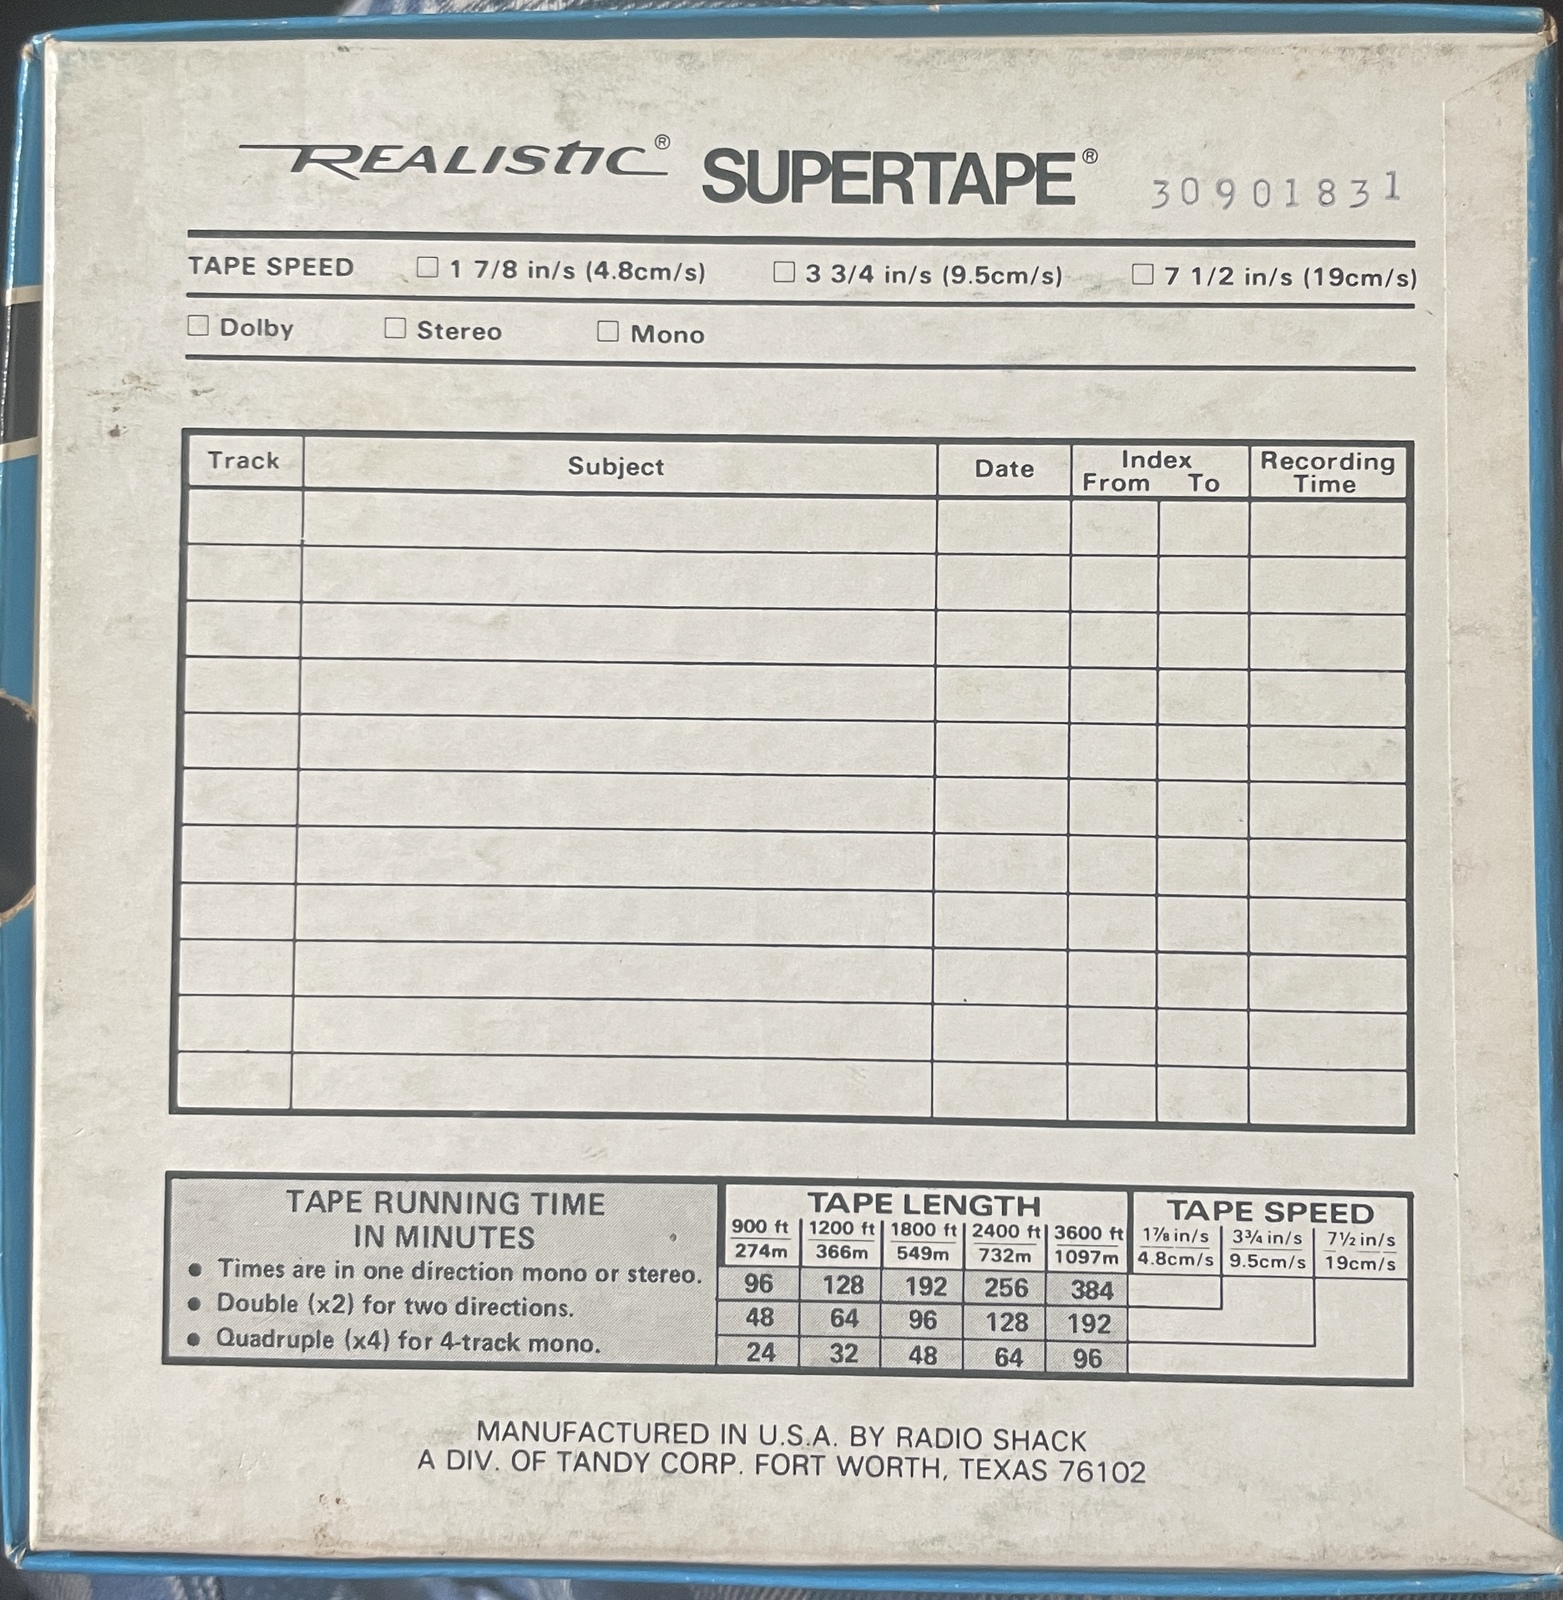 REALISTIC® SUPERTAPE® 30901831
TAPE SPEED □ 1 7/8 in/s (4.8cm/s) □ 3 3/4 in/s (9.5cm/s) □ 7 1/2 in/s (19cm/s)
□ Dolby □ Stereo □ Mono
Track Subject Date Index From To Recording Time
TAPE RUNNING TIME
IN MINUTES
• Times are in one direction mono or stereo.
• Double (x2) for two directions.
• Quadruple (x4) for 4-track mono.
TAPE LENGTH TAPE SPEED
900 ft 1200 ft 1800 ft 2400 ft 3600 ft 1⅞ in/s 3¾ in/s 7½ in/s
274m 366m 549m 732m 1097m 4.8cm/s 9.5cm/s 19cm/s
96 128 192 256 384
48 64 96 128 192
24 32 48 64 96
MANUFACTURED IN U.S.A. BY RADIO SHACK
A DIV. OF TANDY CORP. FORT WORTH, TEXAS 76102